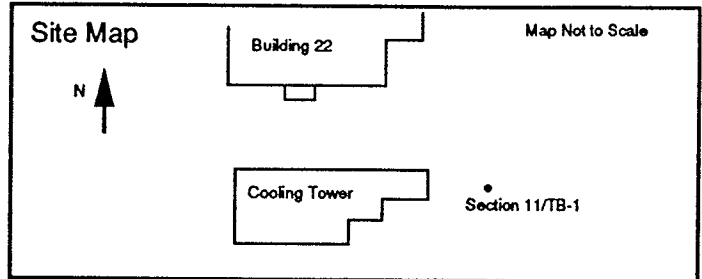 Site Map
Map Not to Scale
Building 22
N
Cooling Tower
Section 11/TB-1